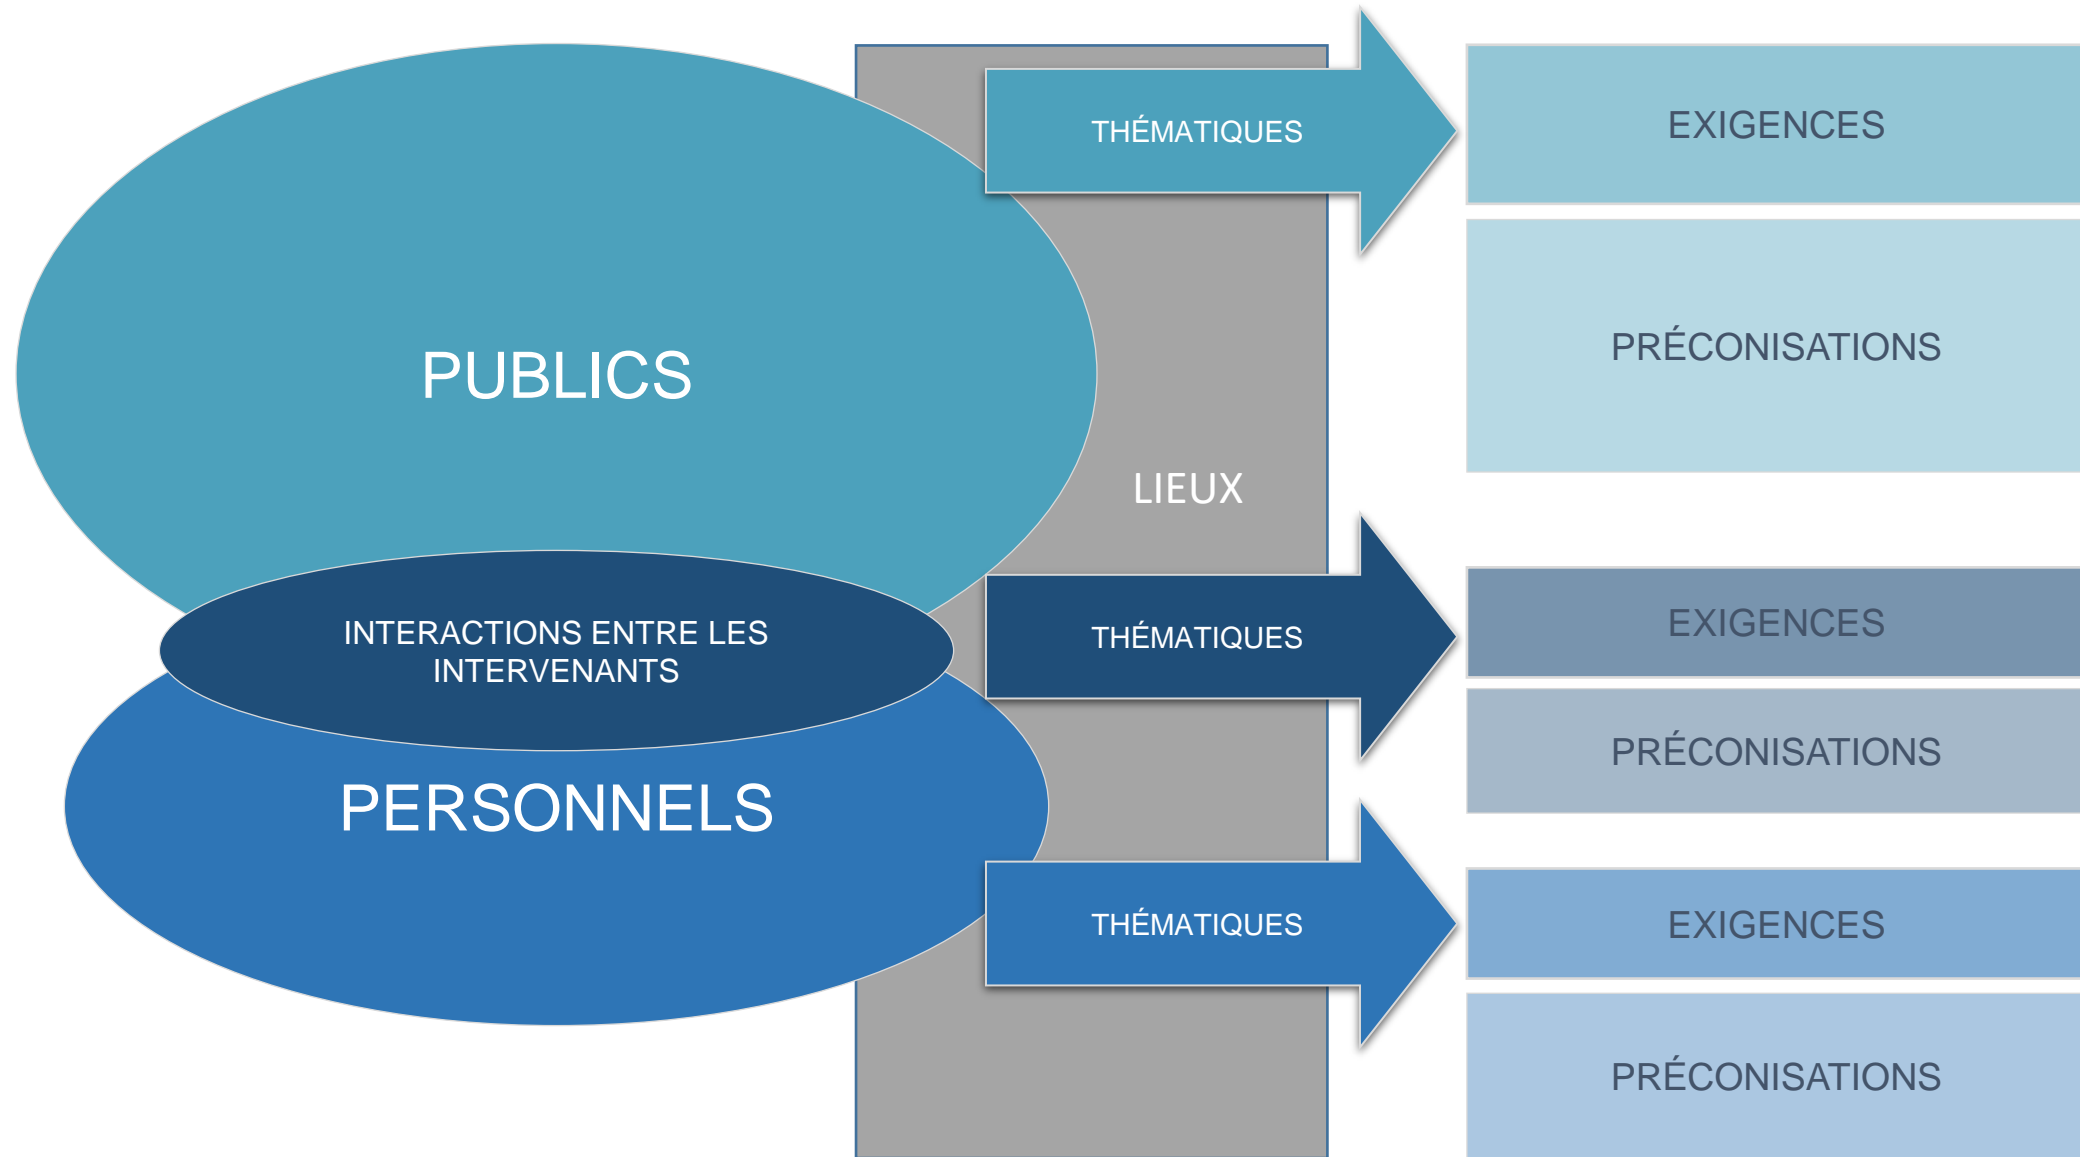 THÉMATIQUES
EXIGENCES
PRÉCONISATIONS
PUBLICS
LIEUX
INTERACTIONS ENTRE LES
INTERVENANTS
THÉMATIQUES
EXIGENCES
PRÉCONISATIONS
PERSONNELS
THÉMATIQUES
EXIGENCES
PRÉCONISATIONS